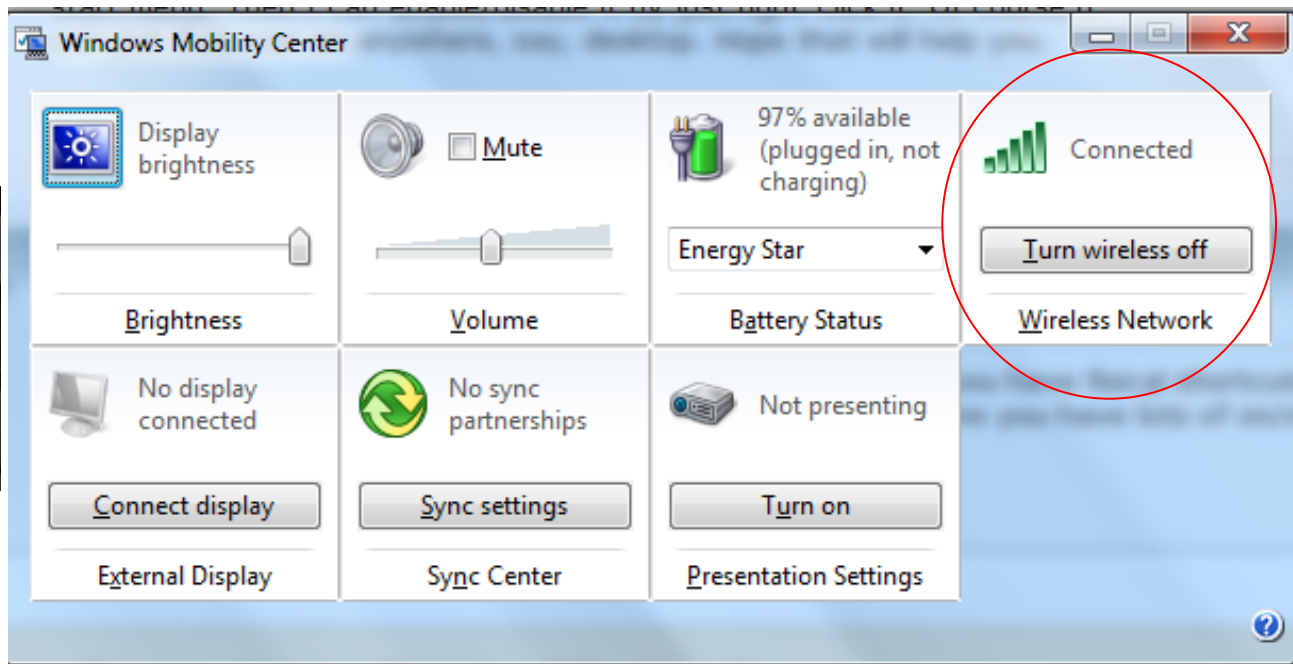 Windows Mobility Center
Display
brightness
Brightness
Mute
Volume
97% available
(plugged in, not
charging)
Energy Star
Battery Status
Connected
Turn wireless off
Wireless Network
No display
connected
Connect display
External Display
No sync
partnerships
Sync settings
Sync Center
Not presenting
Turn on
Presentation Settings